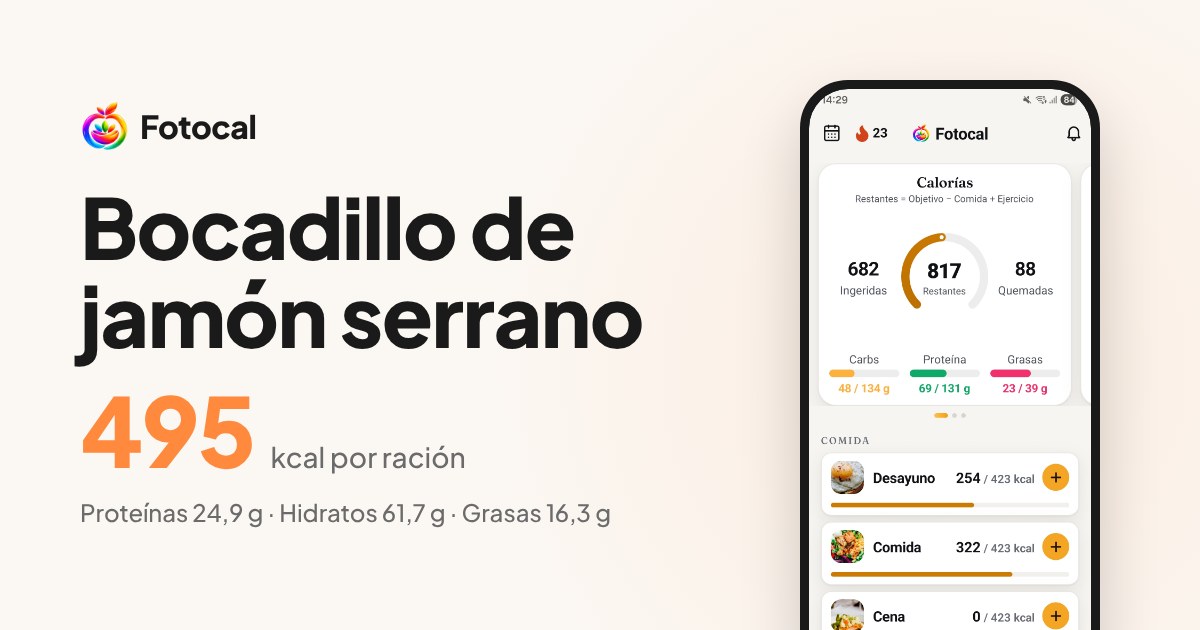 Fotocal
Bocadillo de
jamón serrano
495 kcal por ración
Proteínas 24,9 g · Hidratos 61,7 g · Grasas 16,3 g
14:29
84
23
Fotocal
Calorías
Restantes = Objetivo − Comida + Ejercicio
682
Ingeridas
817
Restantes
88
Quemadas
Carbs
48 / 134 g
Proteína
69 / 131 g
Grasas
23 / 39 g
COMIDA
Desayuno 254 / 423 kcal
Comida 322 / 423 kcal
Cena 0 / 423 kcal